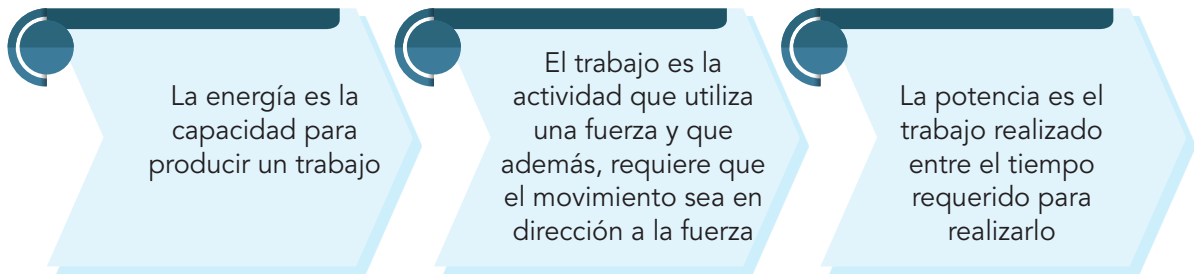 La energía es la
capacidad para
producir un trabajo
El trabajo es la
actividad que utiliza
una fuerza y que
además, requiere que
el movimiento sea en
dirección a la fuerza
La potencia es el
trabajo realizado
entre el tiempo
requerido para
realizarlo